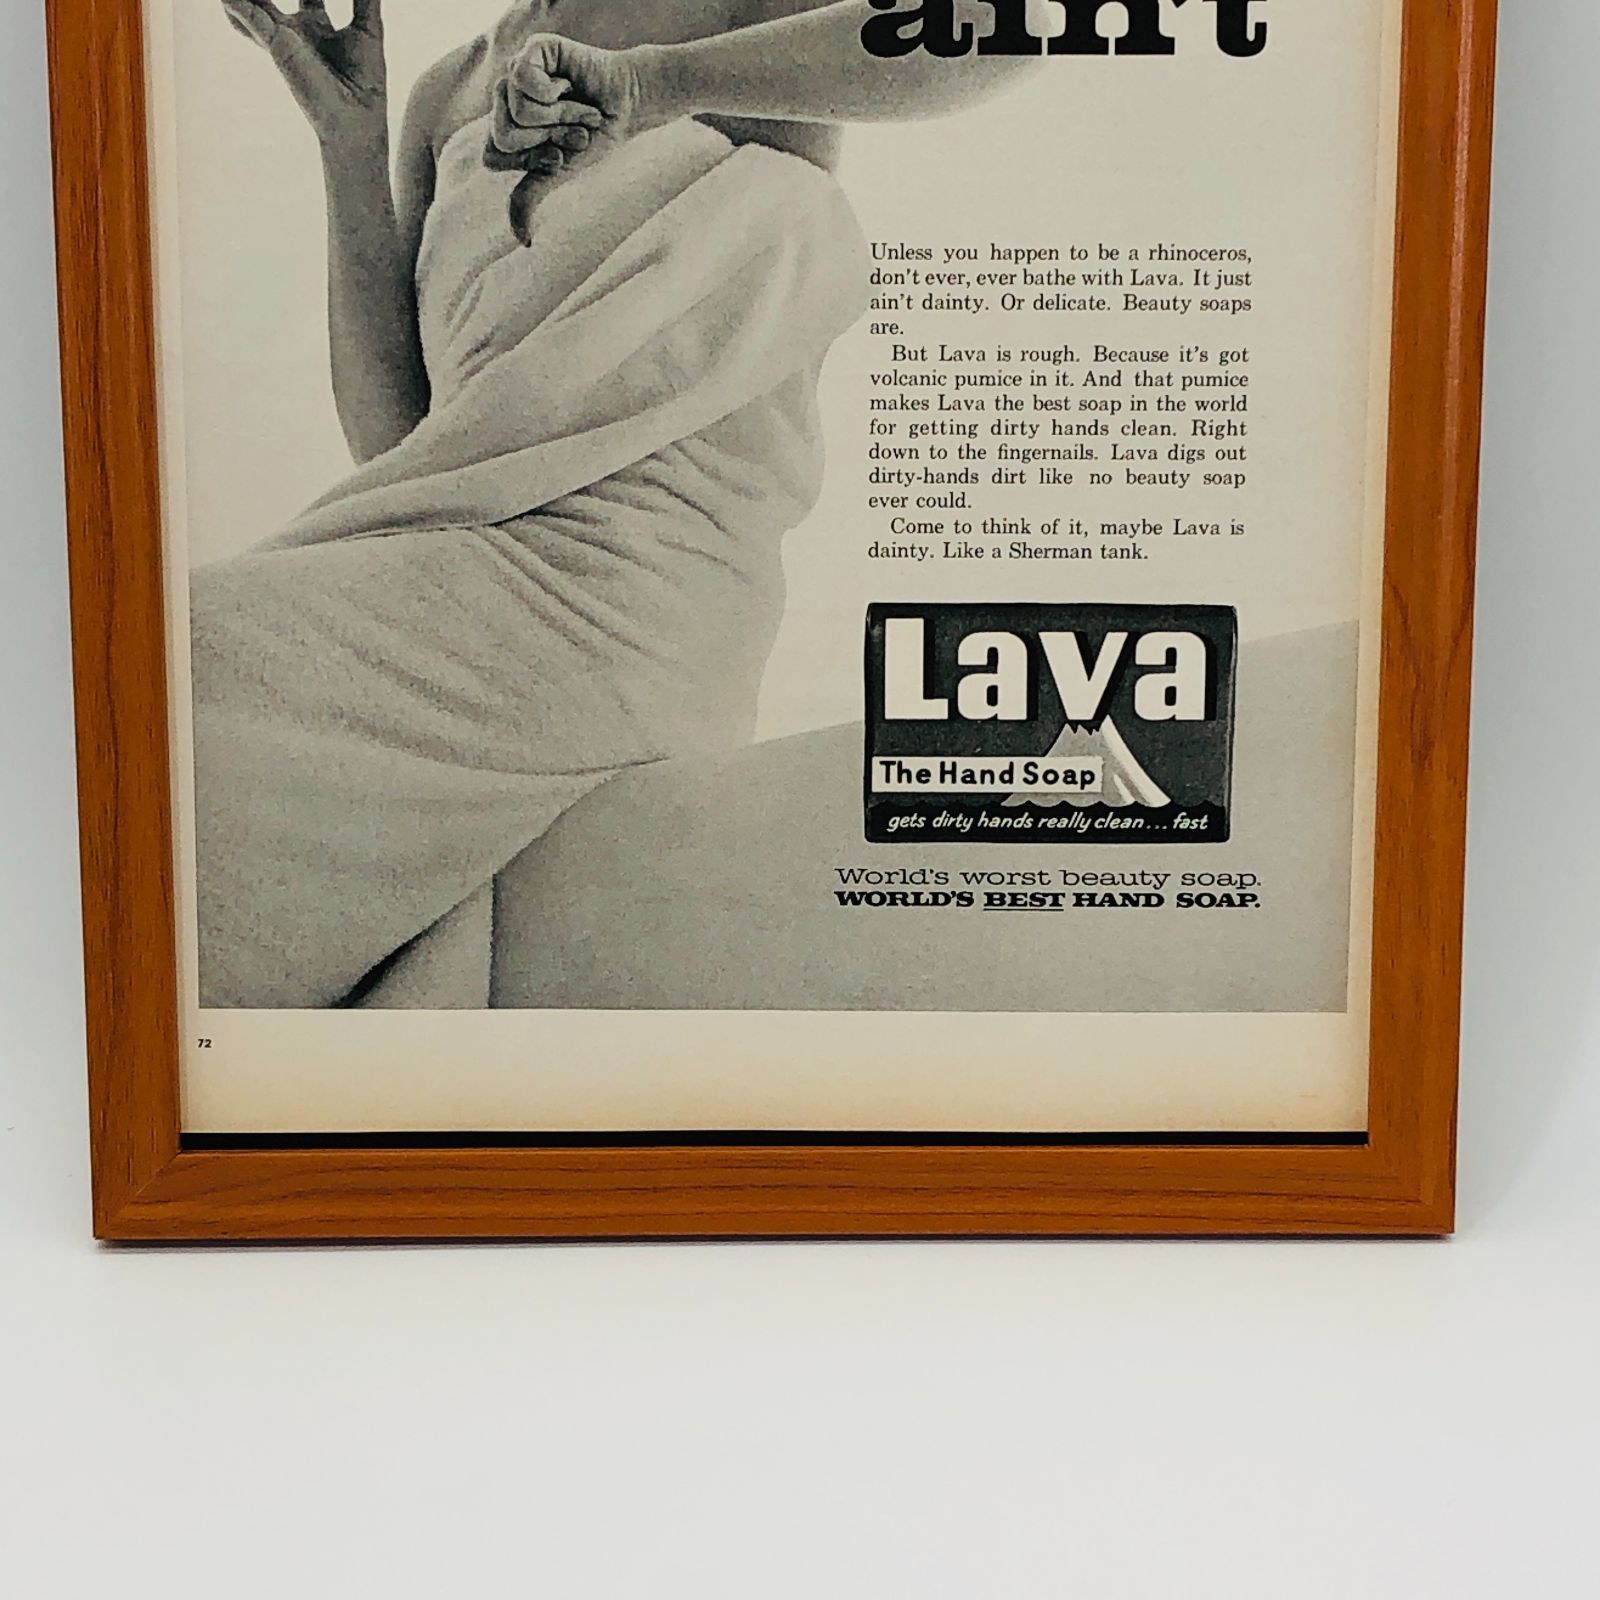 ain't
Unless you happen to be a rhinoceros,
don't ever, ever bathe with Lava. It just
ain't dainty. Or delicate. Beauty soaps
are.
But Lava is rough. Because it's got
volcanic pumice in it. And that pumice
makes Lava the best soap in the world
for getting dirty hands clean. Right
down to the fingernails. Lava digs out
dirty-hands dirt like no beauty soap
ever could.
Come to think of it, maybe Lava is
dainty. Like a Sherman tank.
Lava
The Hand Soap
gets dirty hands really clean... fast
World's worst beauty soap.
WORLD'S BEST HAND SOAP.
72